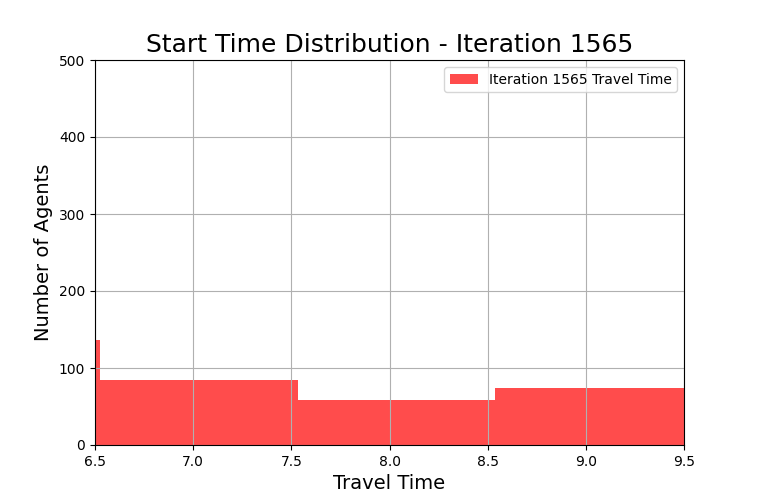 Start Time Distribution - Iteration 1565
Iteration 1565 Travel Time
Number of Agents
500
400
300
200
100
0
6.5 7.0 7.5 8.0 8.5 9.0 9.5
Travel Time